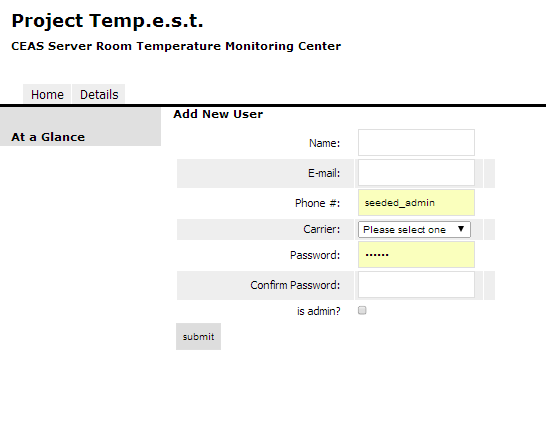 Project Temp.e.s.t.
CEAS Server Room Temperature Monitoring Center
Home Details
At a Glance
Add New User
Name:
E-mail:
Phone #: seeded_admin
Carrier: Please select one ▼
Password: ••••••
Confirm Password:
is admin?
submit